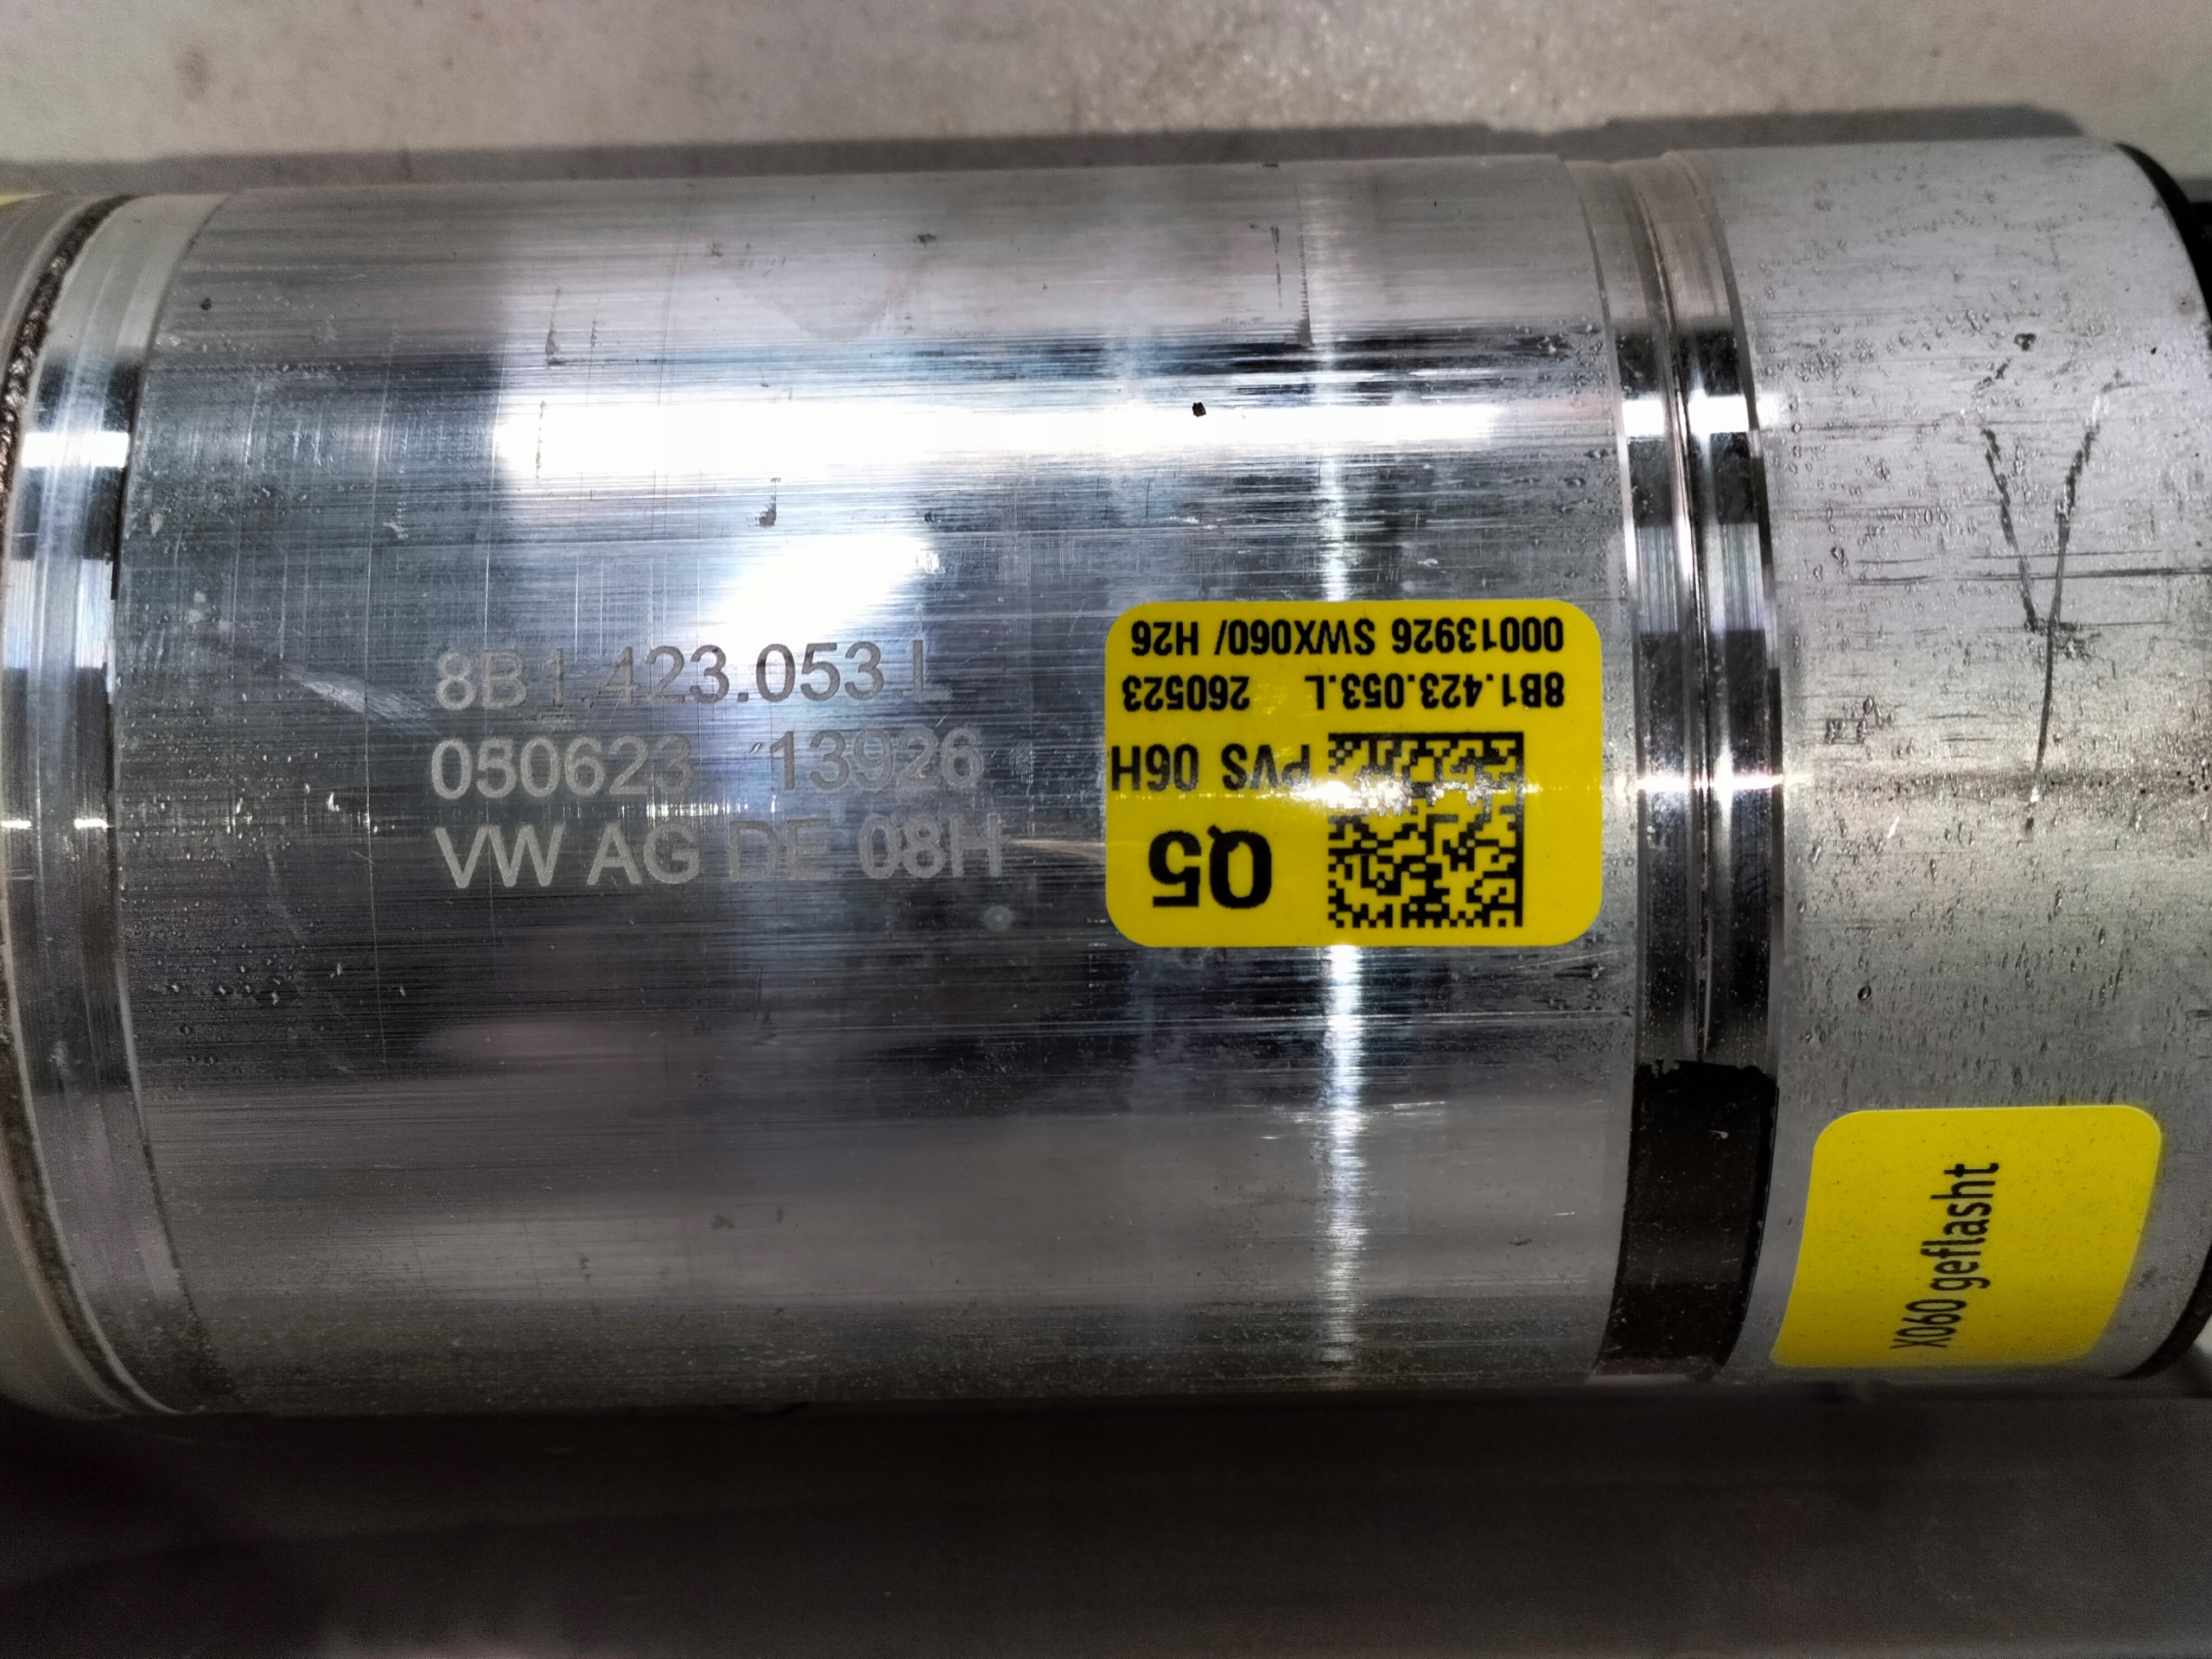 8B1.423.053.L
050623 13926
VW AG DE 08H
00013926 SWX060/ H26
8B1.423.053.L 260523
PVS 06H
Q5
X060 geflasht